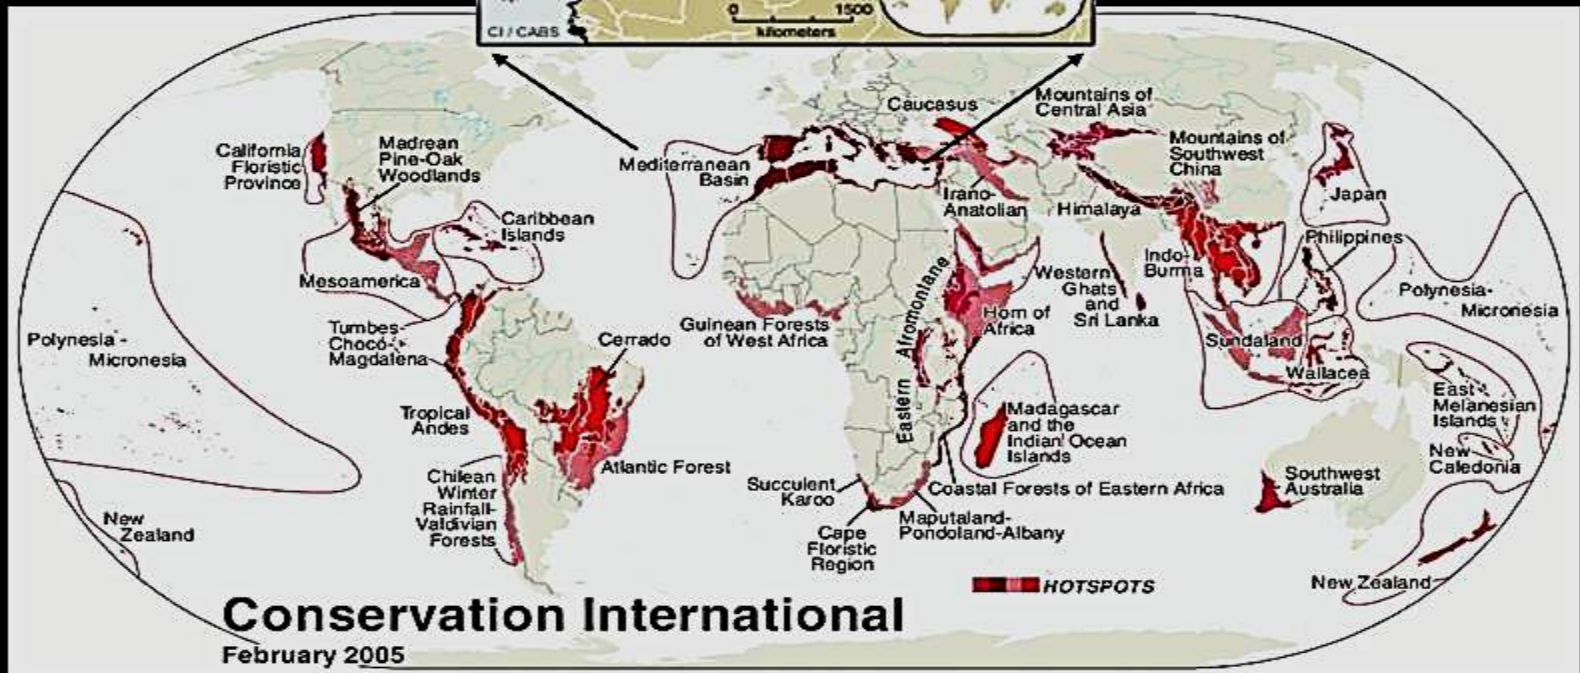 0 1500
kilometers
CI / CABS
Caucasus
Mountains of
Central Asia
California
Floristic
Province
Madrean
Pine-Oak
Woodlands
Mediterranean
Basin
Mountains of
Southwest
China
Japan
Irano-
Anatolian
Himalaya
Caribbean
Islands
Philippines
Mesoamerica
Indo-
Burma
Western
Ghats
and
Sri Lanka
Polynesia-
Micronesia
Polynesia -
Micronesia
Tumbes-
Chocó-
Magdalena
Guinean Forests
of West Africa
Cerrado
Horn of
Africa
Eastern Afromontane
Sundaland
Wallacea
East
Melanesian
Islands
Tropical
Andes
Madagascar
and the
Indian Ocean
Islands
New
Caledonia
Atlantic Forest
Chilean
Winter
Rainfall-
Valdivian
Forests
Succulent
Karoo
Coastal Forests of Eastern Africa
Southwest
Australia
Maputaland-
Pondoland-Albany
Cape
Floristic
Region
New
Zealand
New Zealand
HOTSPOTS
Conservation International
February 2005